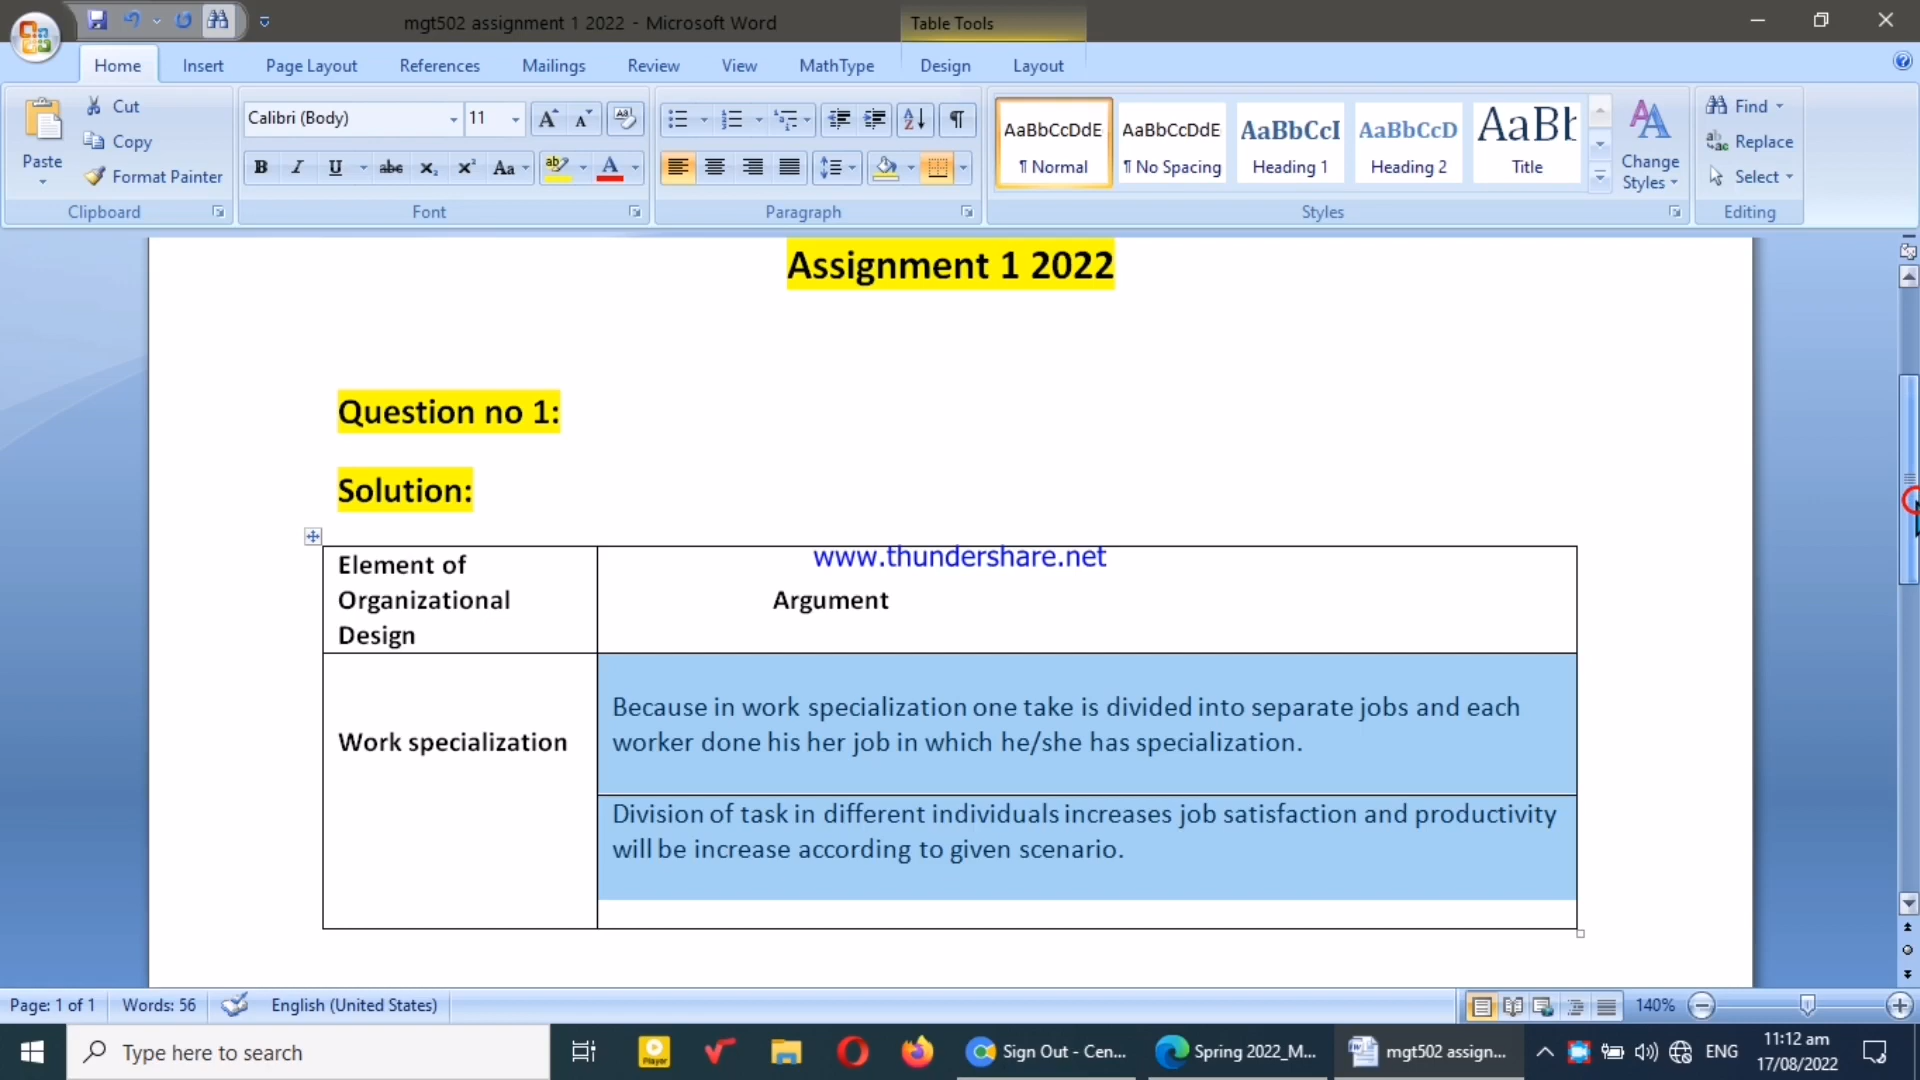 mgt502 assignment 1 2022 - Microsoft Word
Table Tools
Home Insert Page Layout References Mailings Review View MathType Design Layout
Paste
Cut
Copy
Format Painter
Clipboard
Calibri (Body) 11
Font
Paragraph
AaBbCcDdE AaBbCcDdE AaBbCcI AaBbCcD AaBb
¶ Normal ¶ No Spacing Heading 1 Heading 2 Title
Change Styles
Styles
Find
Replace
Select
Editing
Assignment 1 2022
Question no 1:
Solution:
www.thundershare.net
Element of
Organizational
Design
Argument
Work specialization
Because in work specialization one take is divided into separate jobs and each
worker done his her job in which he/she has specialization.
Division of task in different individuals increases job satisfaction and productivity
will be increase according to given scenario.
Page: 1 of 1 Words: 56 English (United States) 140%
Type here to search
Player
Sign Out - Cen...
Spring 2022_M...
mgt502 assign...
ENG
11:12 am
17/08/2022